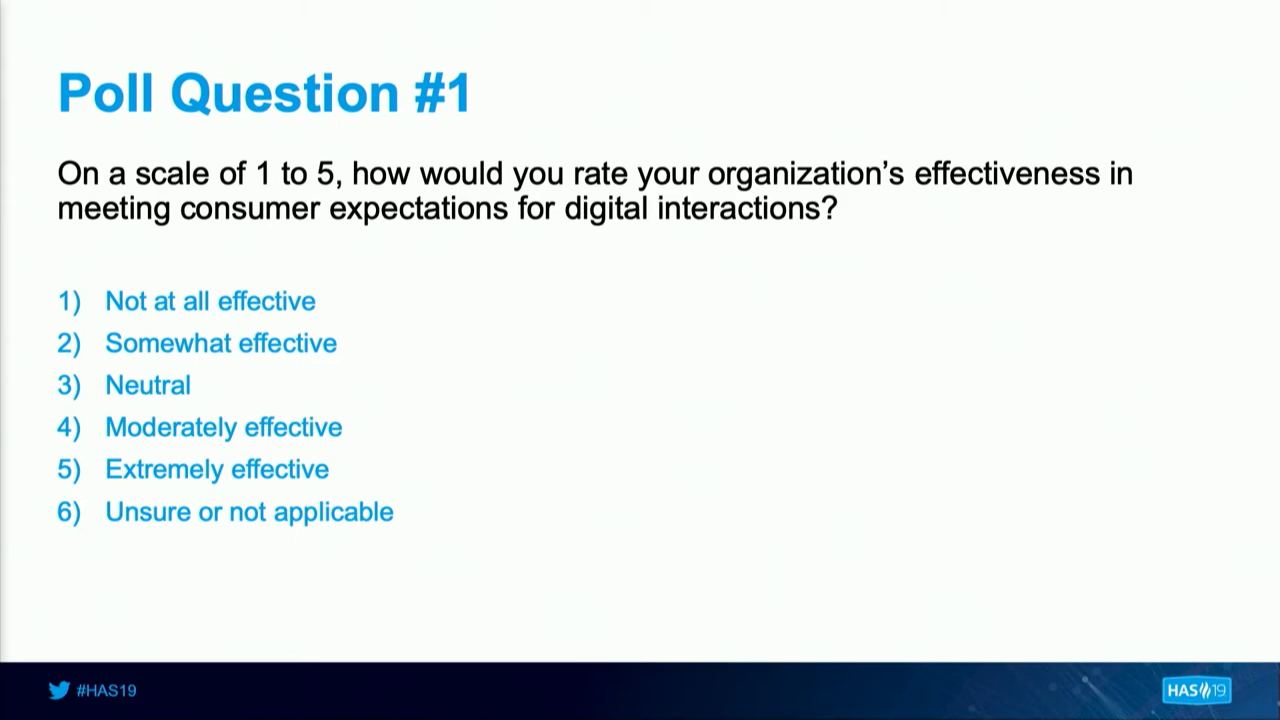 Poll Question #1
On a scale of 1 to 5, how would you rate your organization’s effectiveness in
meeting consumer expectations for digital interactions?
1) Not at all effective
2) Somewhat effective
3) Neutral
4) Moderately effective
5) Extremely effective
6) Unsure or not applicable
#HAS19
HAS 19